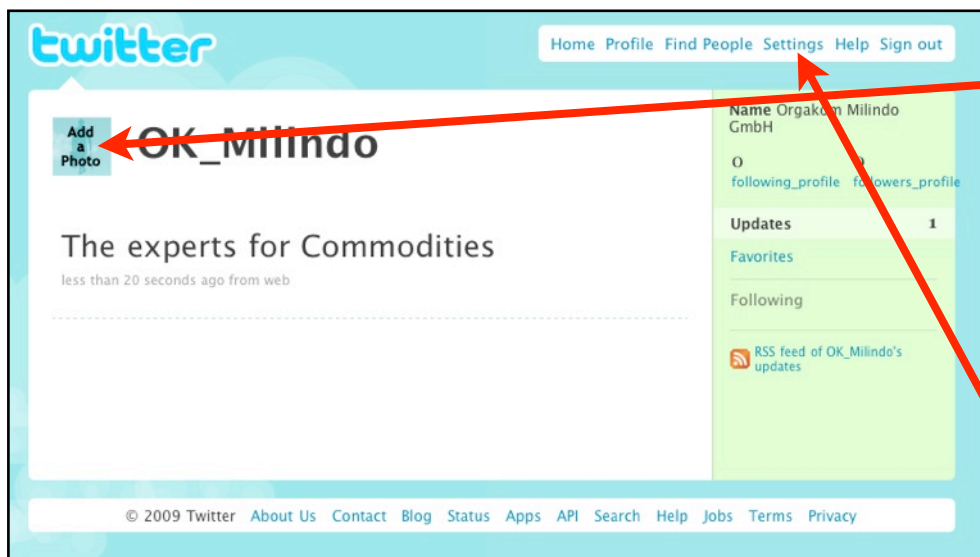 twitter
Home Profile Find People Settings Help Sign out
Add
a
Photo
OK_Milindo
The experts for Commodities
less than 20 seconds ago from web
Name Orgakom Milindo
GmbH
0 0
following_profile followers_profile
Updates 1
Favorites
Following
RSS feed of OK_Milindo's
updates
© 2009 Twitter About Us Contact Blog Status Apps API Search Help Jobs Terms Privacy